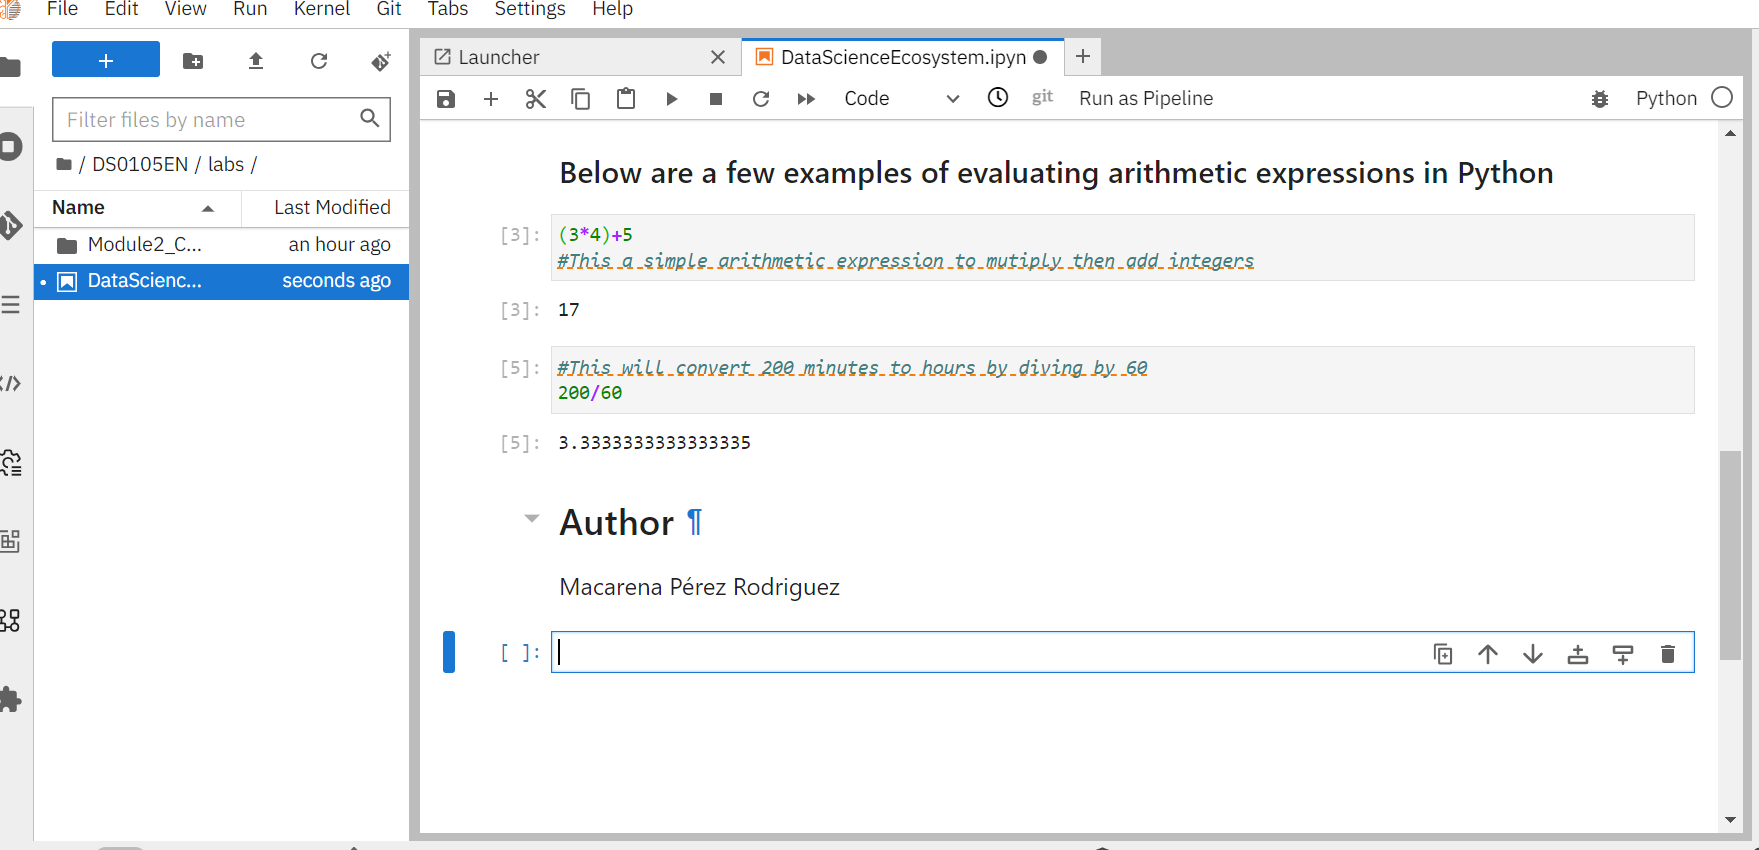 File Edit View Run Kernel Git Tabs Settings Help
Launcher
DataScienceEcosystem.ipyn
Code
git
Run as Pipeline
Python
Filter files by name
/ DS0105EN / labs /
Name Last Modified
Module2_C... an hour ago
DataScienc... seconds ago
Below are a few examples of evaluating arithmetic expressions in Python
[3]: (3*4)+5
#This a simple arithmetic expression to mutiply then add integers
[3]: 17
[5]: #This will convert 200 minutes to hours by diving by 60
200/60
[5]: 3.3333333333333335
Author ¶
Macarena Pérez Rodriguez
[ ]: